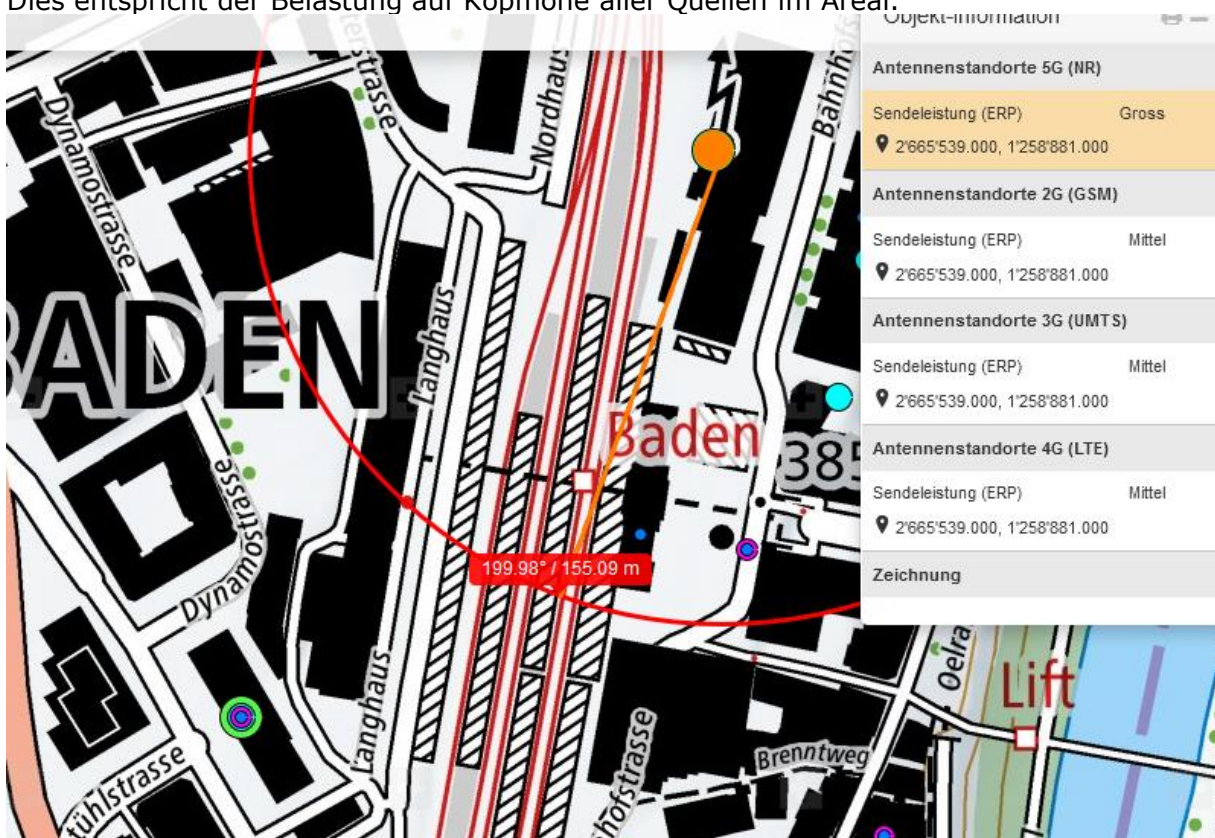 Dies entspricht der Belastung auf Kopfhöhe aller Quellen im Areal.
Objekt-Information
Antennenstandorte 5G (NR)
Sendeleistung (ERP) Gross
2'665'539.000, 1'258'881.000
Antennenstandorte 2G (GSM)
Sendeleistung (ERP) Mittel
2'665'539.000, 1'258'881.000
Antennenstandorte 3G (UMTS)
Sendeleistung (ERP) Mittel
2'665'539.000, 1'258'881.000
Antennenstandorte 4G (LTE)
Sendeleistung (ERP) Mittel
2'665'539.000, 1'258'881.000
Zeichnung
Dynamostrasse
Nordhaus
BADEN
Langhaus
Baden
385
199.98° / 155.09 m
Dynamostrasse
Langhaus
Lift
Brenntweg